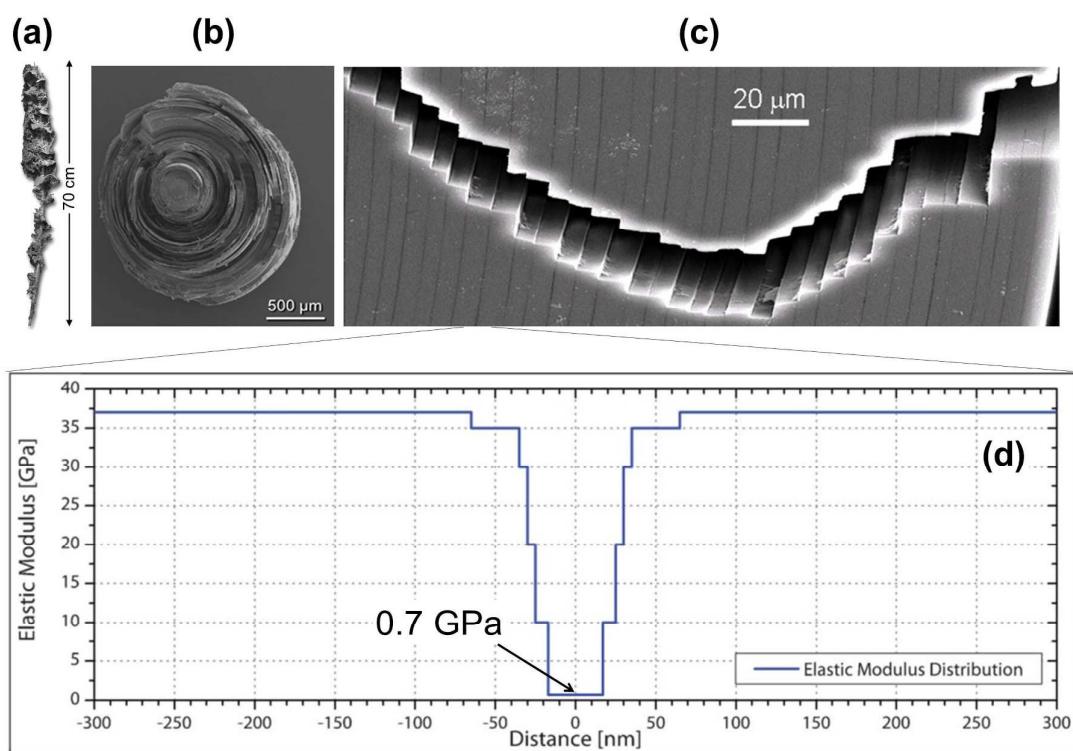 (a)
(b)
(c)
70 cm
500 µm
20 µm
(d)
40
35
30
25
20
15
10
5
0
Elastic Modulus [GPa]
0.7 GPa
Elastic Modulus Distribution
-300 -250 -200 -150 -100 -50 0 50 100 150 200 250 300
Distance [nm]